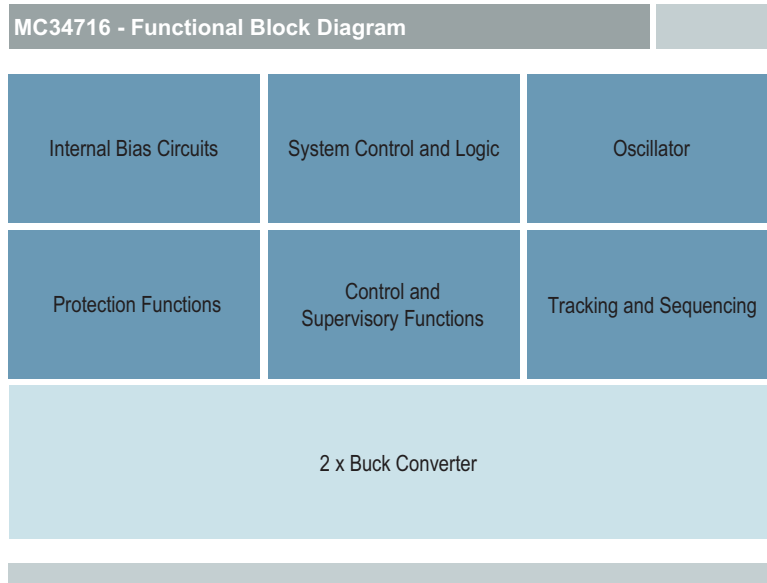 MC34716 - Functional Block Diagram
Internal Bias Circuits
System Control and Logic
Oscillator
Protection Functions
Control and
Supervisory Functions
Tracking and Sequencing
2 x Buck Converter